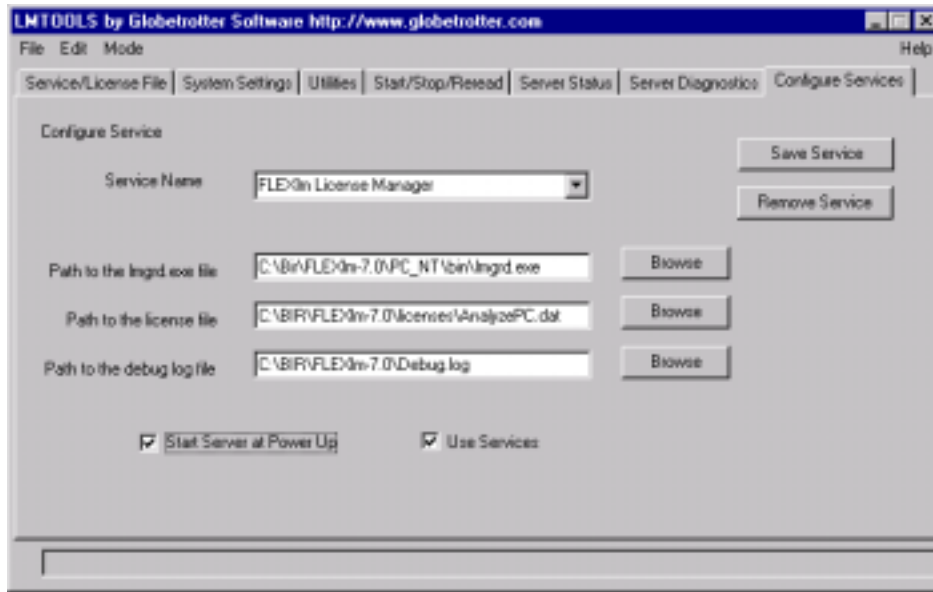 LMTOOLS by Globetrotter Software http://www.globetrotter.com
File Edit Mode Help
Service/License File System Settings Utilities Start/Stop/Reread Server Status Server Diagnostics Configure Services
Configure Service
Save Service
Service Name FLEXlm License Manager
Remove Service
Path to the lmgrd.exe file C:\Bir\FLEXlm-7.0\PC_NT\bin\lmgrd.exe Browse
Path to the license file C:\BIR\FLEXlm-7.0\licenses\AnalyzePC.dat Browse
Path to the debug log file C:\BIR\FLEXlm-7.0\Debug.log Browse
Start Server at Power Up Use Services